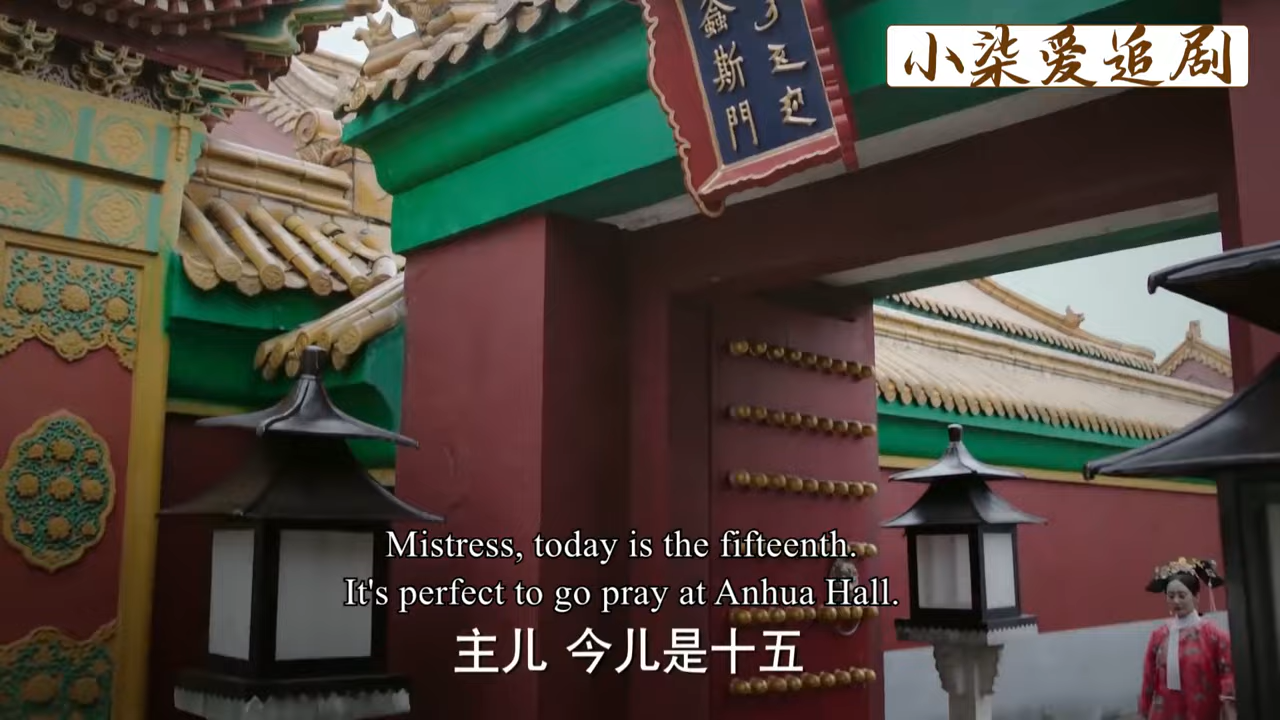 小柒爱追剧
螽斯門
Mistress, today is the fifteenth.
It's perfect to go pray at Anhua Hall.
主儿 今儿是十五